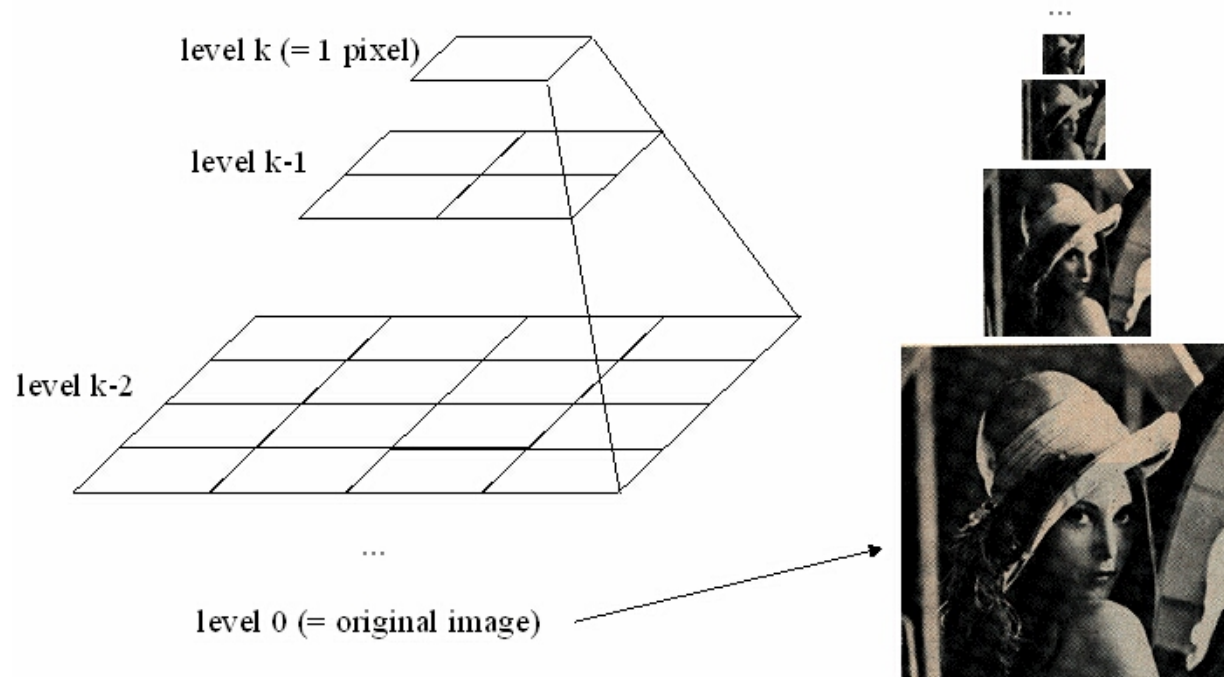 level k (= 1 pixel)
level k-1
level k-2
...
level 0 (= original image)
...